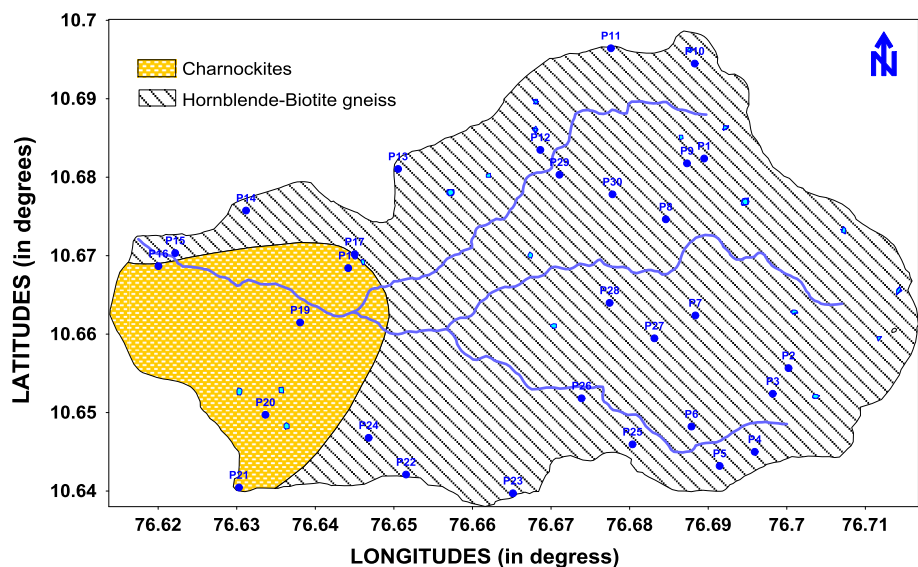 10.7
P11
P10
N
Charnockites
10.69
Hornblende-Biotite gneiss
P12
P1
P9
P13
P29
10.68
P30
P14
P8
P15
P17
P16
10.67
P28
P7
P19
10.66
P27
P2
P3
P26
P20
10.65
P6
P24
P25
P4
P5
P22
P21
P23
10.64
LATITUDES (in degrees)
76.62 76.63 76.64 76.65 76.66 76.67 76.68 76.69 76.7 76.71
LONGITUDES (in degress)